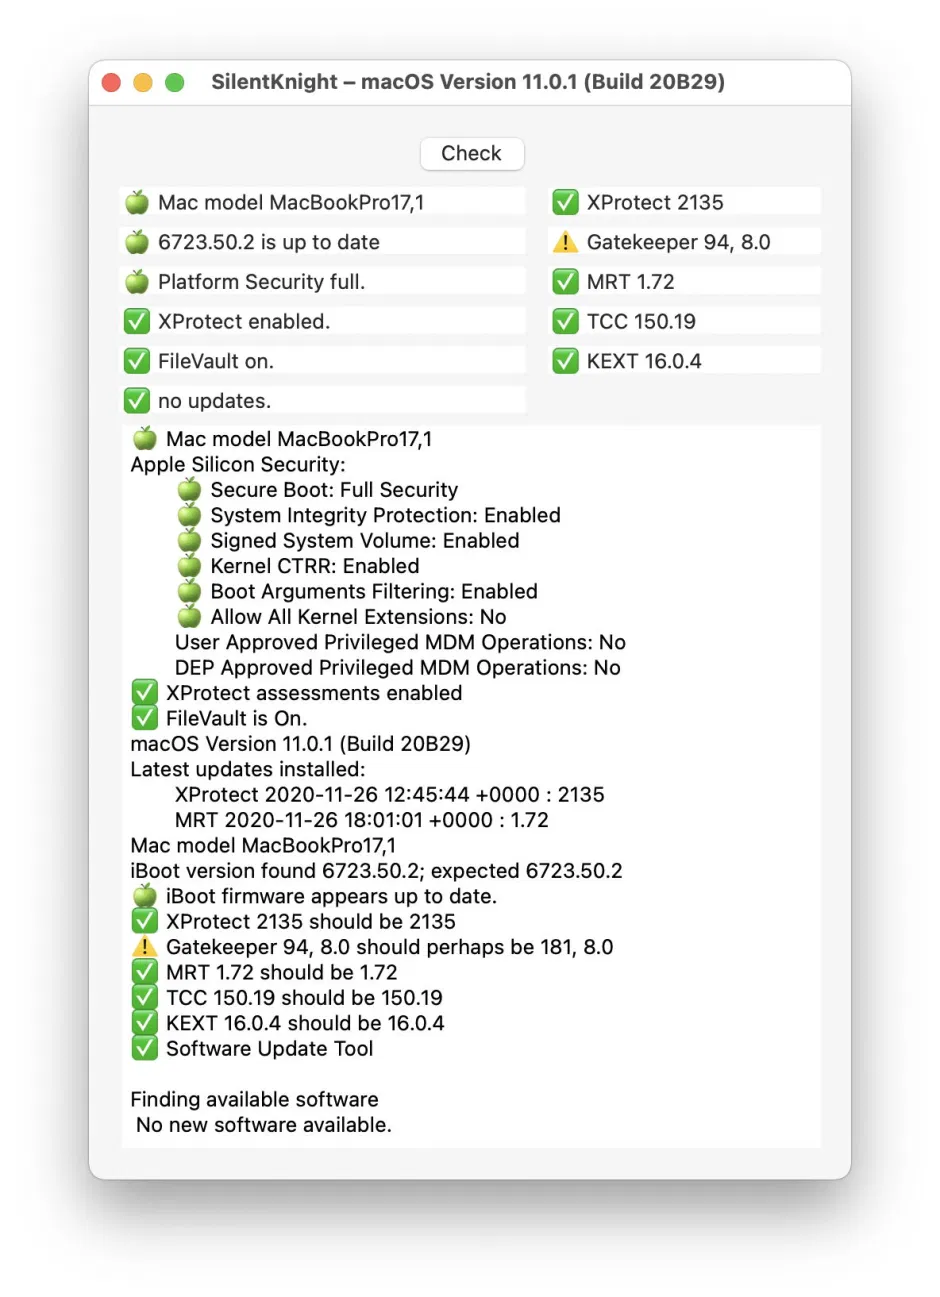 SilentKnight – macOS Version 11.0.1 (Build 20B29)
Check
Mac model MacBookPro17,1
6723.50.2 is up to date
Platform Security full.
XProtect enabled.
FileVault on.
no updates.
XProtect 2135
Gatekeeper 94, 8.0
MRT 1.72
TCC 150.19
KEXT 16.0.4
Mac model MacBookPro17,1
Apple Silicon Security:
Secure Boot: Full Security
System Integrity Protection: Enabled
Signed System Volume: Enabled
Kernel CTRR: Enabled
Boot Arguments Filtering: Enabled
Allow All Kernel Extensions: No
User Approved Privileged MDM Operations: No
DEP Approved Privileged MDM Operations: No
XProtect assessments enabled
FileVault is On.
macOS Version 11.0.1 (Build 20B29)
Latest updates installed:
XProtect 2020-11-26 12:45:44 +0000 : 2135
MRT 2020-11-26 18:01:01 +0000 : 1.72
Mac model MacBookPro17,1
iBoot version found 6723.50.2; expected 6723.50.2
iBoot firmware appears up to date.
XProtect 2135 should be 2135
Gatekeeper 94, 8.0 should perhaps be 181, 8.0
MRT 1.72 should be 1.72
TCC 150.19 should be 150.19
KEXT 16.0.4 should be 16.0.4
Software Update Tool
Finding available software
No new software available.